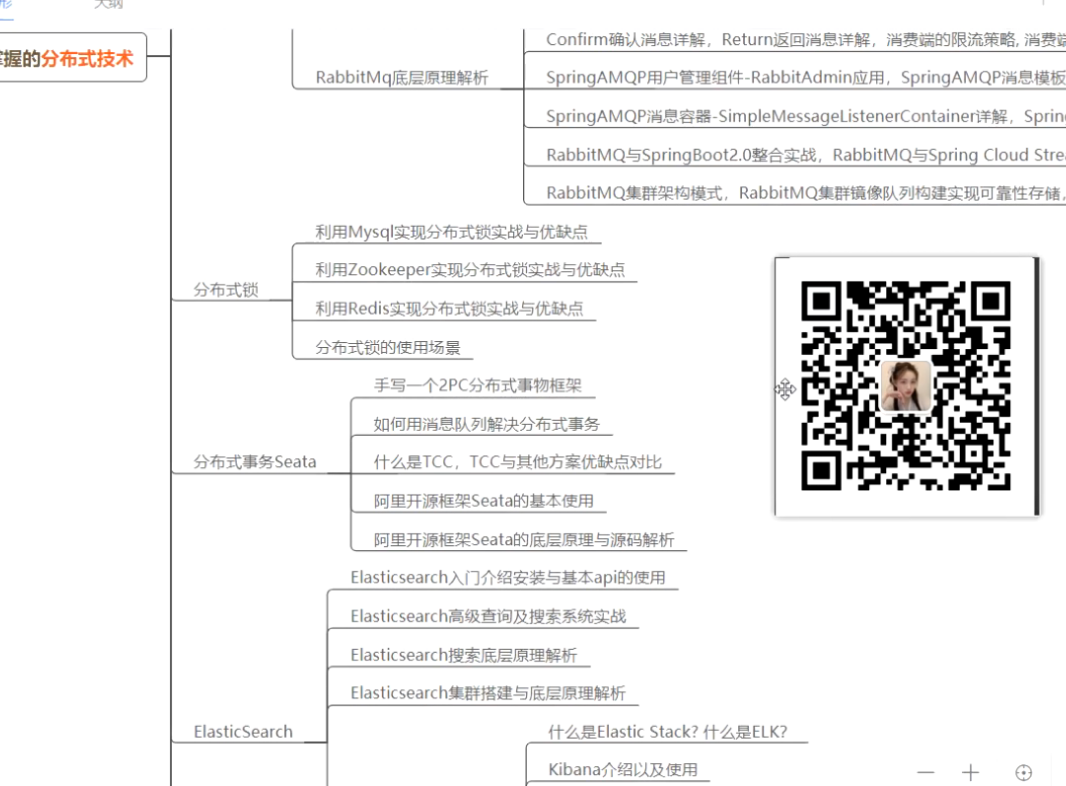 大纲
握的分布式技术
RabbitMq底层原理解析
Confirm确认消息详解，Return返回消息详解，消费端的限流策略, 消费端
SpringAMQP用户管理组件-RabbitAdmin应用，SpringAMQP消息模板
SpringAMQP消息容器-SimpleMessageListenerContainer详解，Spring
RabbitMQ与SpringBoot2.0整合实战，RabbitMQ与Spring Cloud Strea
RabbitMQ集群架构模式，RabbitMQ集群镜像队列构建实现可靠性存储，
分布式锁
利用Mysql实现分布式锁实战与优缺点
利用Zookeeper实现分布式锁实战与优缺点
利用Redis实现分布式锁实战与优缺点
分布式锁的使用场景
分布式事务Seata
手写一个2PC分布式事物框架
如何用消息队列解决分布式事务
什么是TCC，TCC与其他方案优缺点对比
阿里开源框架Seata的基本使用
阿里开源框架Seata的底层原理与源码解析
ElasticSearch
Elasticsearch入门介绍安装与基本api的使用
Elasticsearch高级查询及搜索系统实战
Elasticsearch搜索底层原理解析
Elasticsearch集群搭建与底层原理解析
什么是Elastic Stack? 什么是ELK?
Kibana介绍以及使用